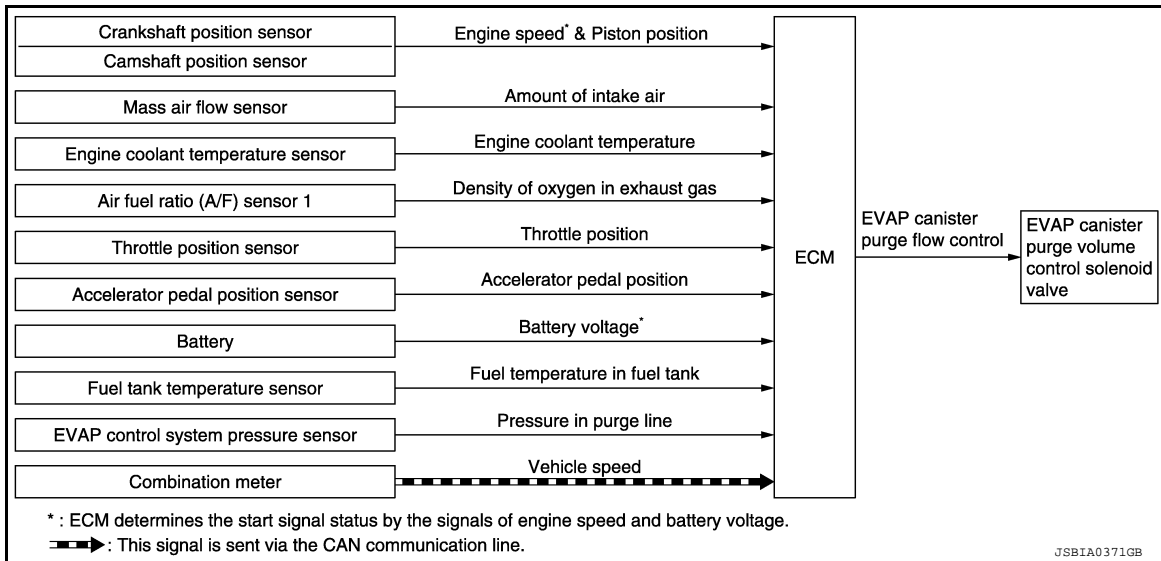 Crankshaft position sensor
Camshaft position sensor
Engine speed* & Piston position
Mass air flow sensor
Amount of intake air
Engine coolant temperature sensor
Engine coolant temperature
Air fuel ratio (A/F) sensor 1
Density of oxygen in exhaust gas
Throttle position sensor
Throttle position
Accelerator pedal position sensor
Accelerator pedal position
Battery
Battery voltage*
Fuel tank temperature sensor
Fuel temperature in fuel tank
EVAP control system pressure sensor
Pressure in purge line
Combination meter
Vehicle speed
ECM
EVAP canister
purge flow control
EVAP canister
purge volume
control solenoid
valve
* : ECM determines the start signal status by the signals of engine speed and battery voltage.
: This signal is sent via the CAN communication line.
JSBIA0371GB